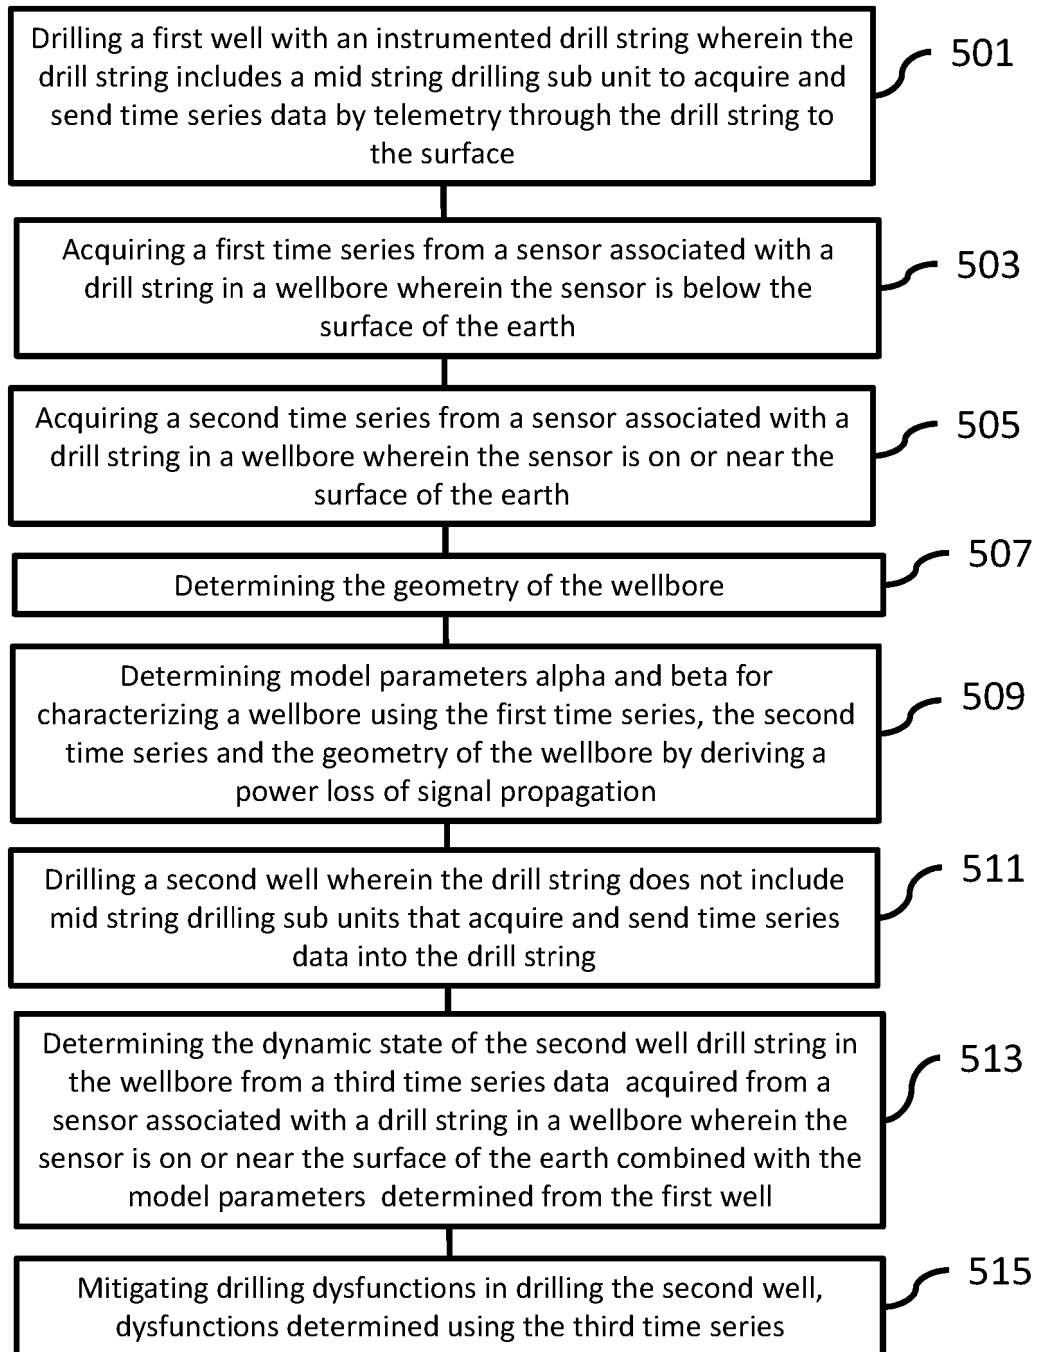 Drilling a first well with an instrumented drill string wherein the
drill string includes a mid string drilling sub unit to acquire and
send time series data by telemetry through the drill string to
the surface
501
Acquiring a first time series from a sensor associated with a
drill string in a wellbore wherein the sensor is below the
surface of the earth
503
Acquiring a second time series from a sensor associated with a
drill string in a wellbore wherein the sensor is on or near the
surface of the earth
505
Determining the geometry of the wellbore
507
Determining model parameters alpha and beta for
characterizing a wellbore using the first time series, the second
time series and the geometry of the wellbore by deriving a
power loss of signal propagation
509
Drilling a second well wherein the drill string does not include
mid string drilling sub units that acquire and send time series
data into the drill string
511
Determining the dynamic state of the second well drill string in
the wellbore from a third time series data acquired from a
sensor associated with a drill string in a wellbore wherein the
sensor is on or near the surface of the earth combined with the
model parameters determined from the first well
513
Mitigating drilling dysfunctions in drilling the second well,
dysfunctions determined using the third time series
515